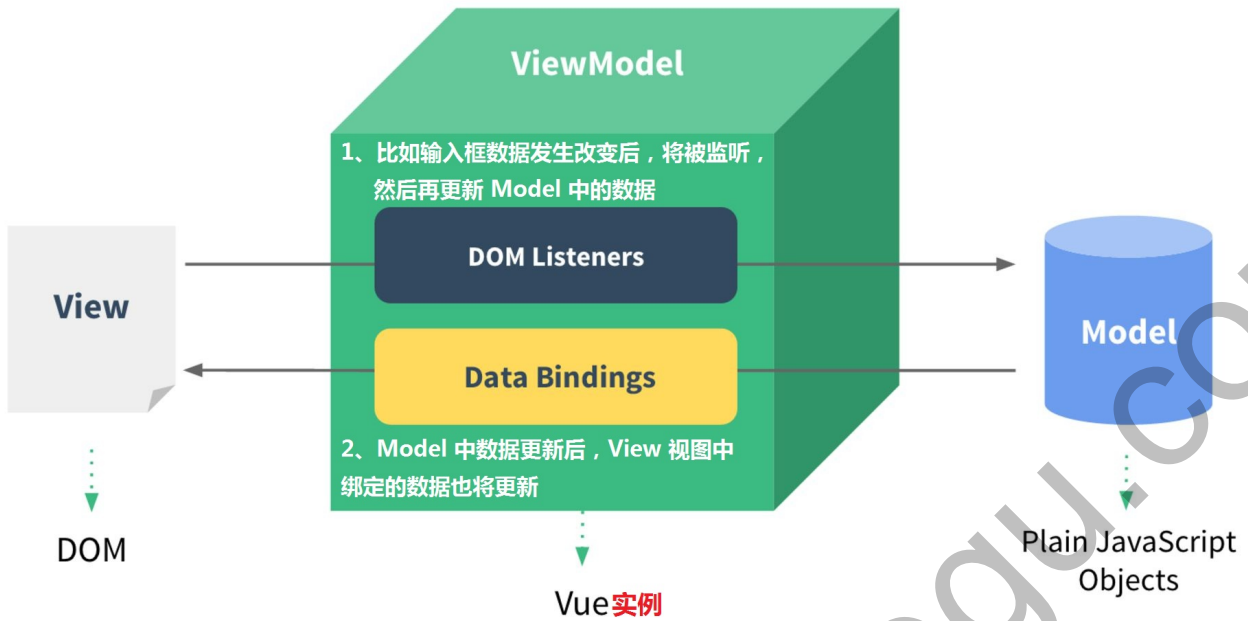 ViewModel
1、比如输入框数据发生改变后，将被监听，
然后再更新 Model 中的数据
DOM Listeners
View
Model
Data Bindings
2、Model 中数据更新后，View 视图中
绑定的数据也将更新
DOM
Plain JavaScript
Objects
Vue实例